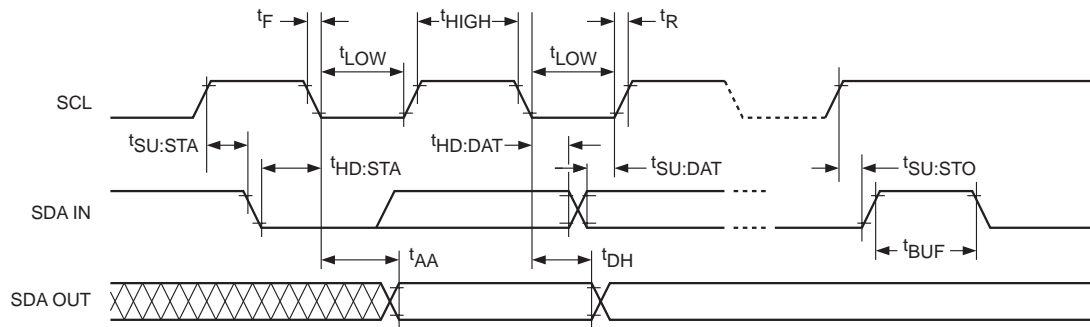 tF tHIGH tR
tLOW tLOW
SCL
tSU:STA tHD:STA tHD:DAT tSU:DAT tSU:STO
SDA IN
tBUF
tAA tDH
SDA OUT